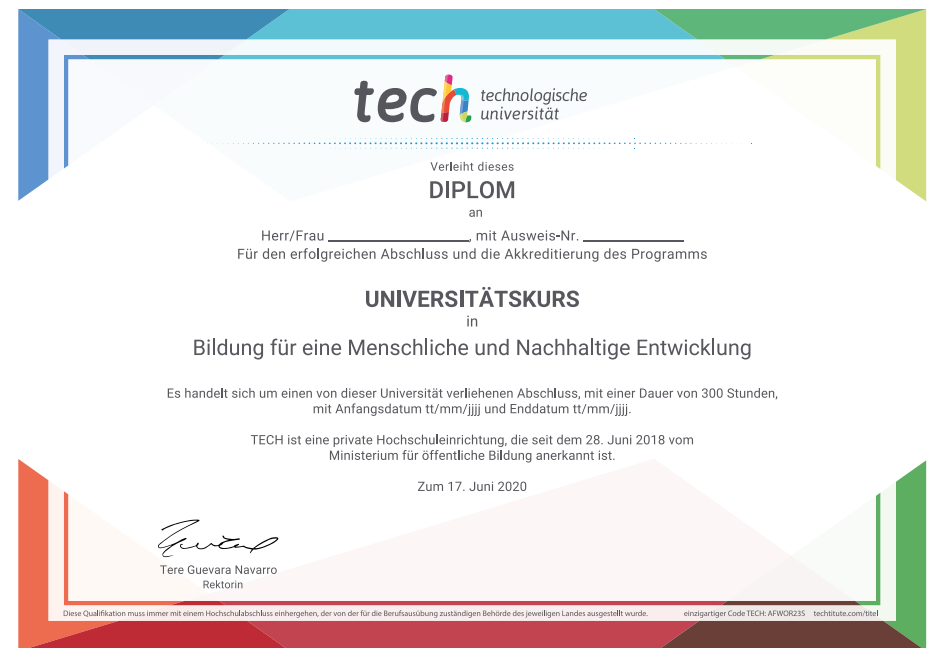 tech technologische
universität
Verleiht dieses
DIPLOM
an
Herr/Frau ____________________, mit Ausweis-Nr. ______________
Für den erfolgreichen Abschluss und die Akkreditierung des Programms
UNIVERSITÄTSKURS
in
Bildung für eine Menschliche und Nachhaltige Entwicklung
Es handelt sich um einen von dieser Universität verliehenen Abschluss, mit einer Dauer von 300 Stunden,
mit Anfangsdatum tt/mm/jjjj und Enddatum tt/mm/jjjj.
TECH ist eine private Hochschuleinrichtung, die seit dem 28. Juni 2018 vom
Ministerium für öffentliche Bildung anerkannt ist.
Zum 17. Juni 2020
Tere Guevara Navarro
Rektorin
Diese Qualifikation muss immer mit einem Hochschulabschluss einhergehen, der von der für die Berufsausübung zuständigen Behörde des jeweiligen Landes ausgestellt wurde. einzigartiger Code TECH: AFWOR23S techtitute.com/titel